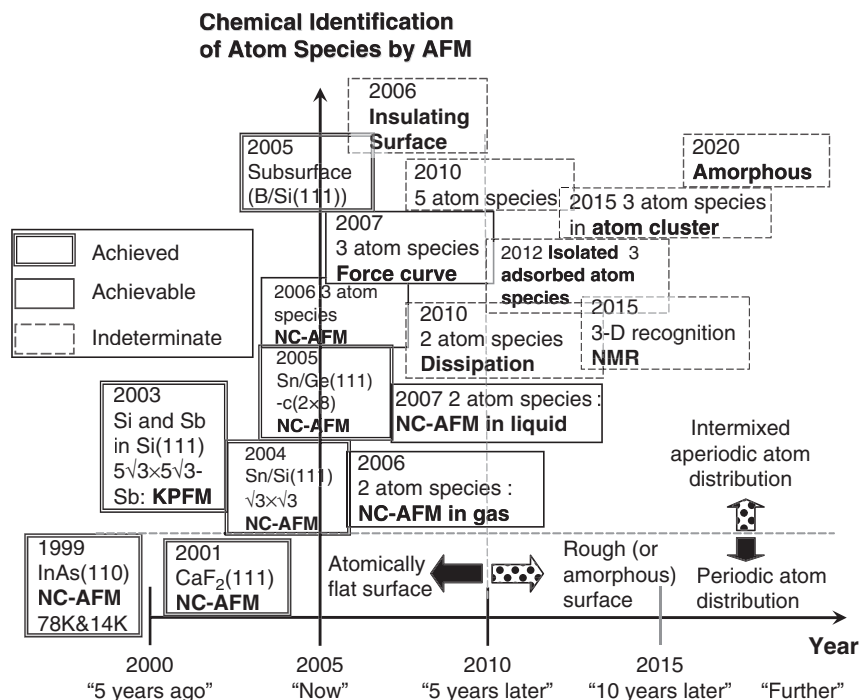 Chemical Identification
of Atom Species by AFM
2006
Insulating
Surface
2005
Subsurface
(B/Si(111))
2010
5 atom species
2020
Amorphous
2015 3 atom species
in atom cluster
2007
3 atom species
Force curve
2012 Isolated 3
adsorbed atom
species
Achieved
Achievable
Indeterminate
2006 3 atom
species
NC-AFM
2010
2 atom species
Dissipation
2015
3-D recognition
NMR
2005
Sn/Ge(111)
-c(2×8)
NC-AFM
2003
Si and Sb
in Si(111)
5√3×5√3-
Sb: KPFM
2007 2 atom species :
NC-AFM in liquid
2004
Sn/Si(111)
√3×√3
NC-AFM
2006
2 atom species :
NC-AFM in gas
Intermixed
aperiodic atom
distribution
1999
InAs(110)
NC-AFM
78K&14K
2001
CaF₂(111)
NC-AFM
Atomically
flat surface
Rough (or
amorphous)
surface
Periodic atom
distribution
Year
2000 2005 2010 2015
“5 years ago” “Now” “5 years later” “10 years later” “Further”